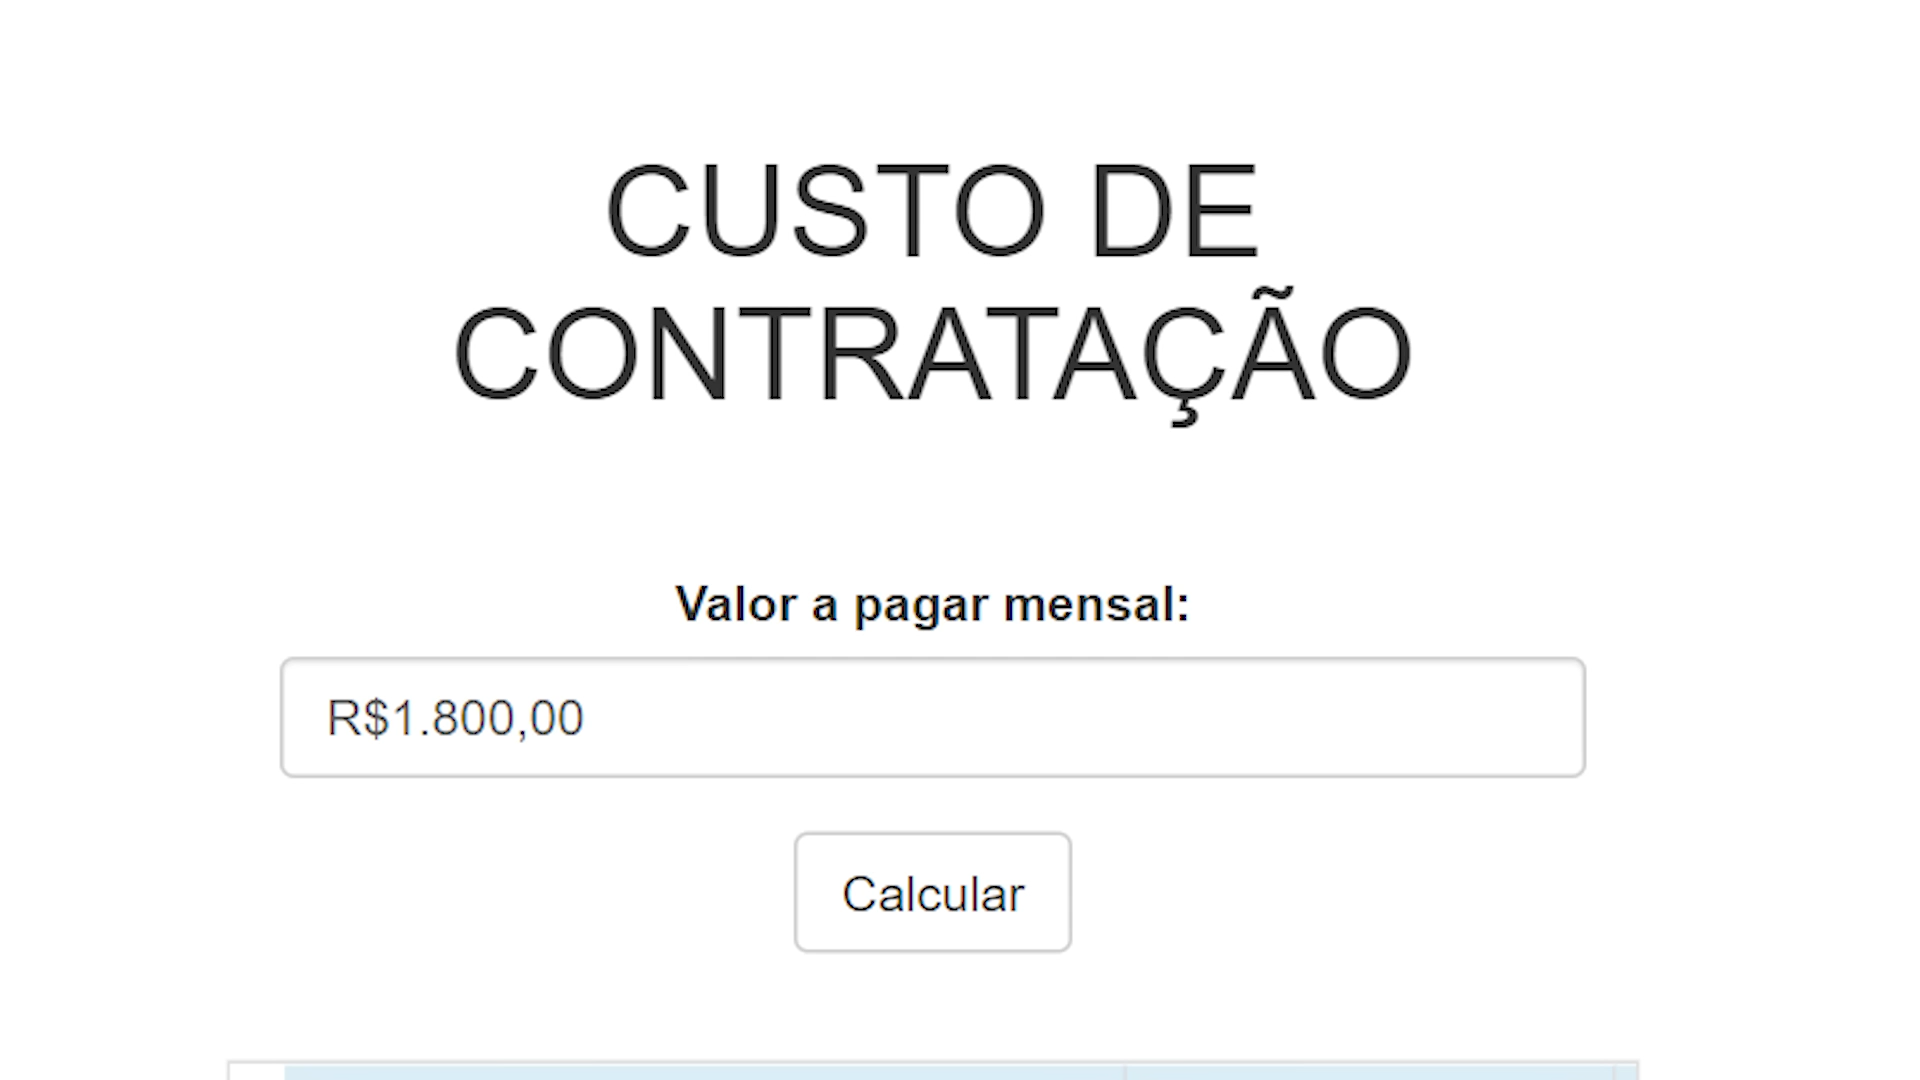 CUSTO DE
CONTRATAÇÃO
Valor a pagar mensal:
R$1.800,00
Calcular